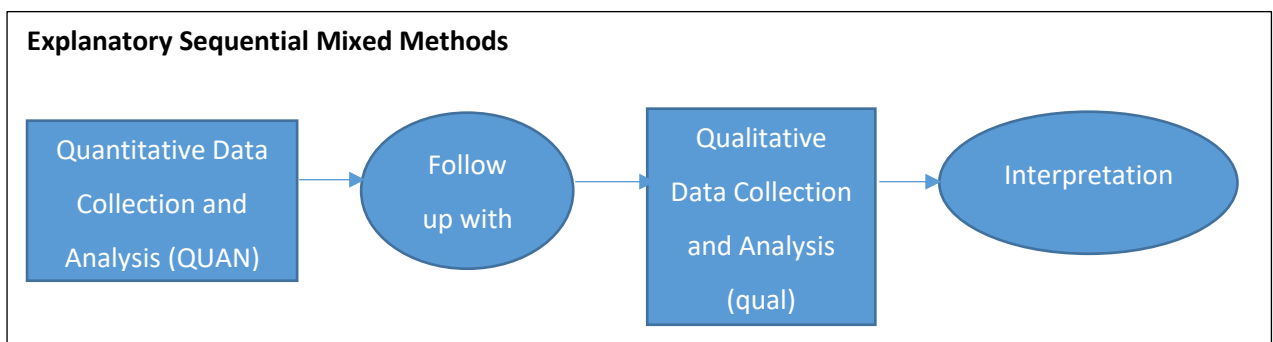 Explanatory Sequential Mixed Methods
Quantitative Data
Collection and
Analysis (QUAN)
Follow
up with
Qualitative
Data Collection
and Analysis
(qual)
Interpretation